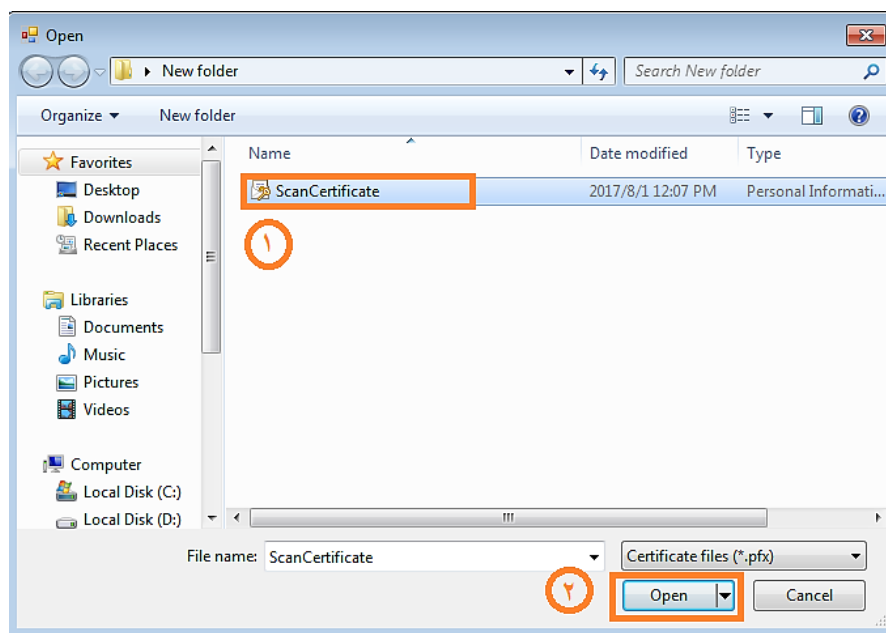 Open
New folder
Search New folder
Organize New folder
Name Date modified Type
Favorites
ScanCertificate 2017/8/1 12:07 PM Personal Informati...
Desktop
Downloads
١
Recent Places
Libraries
Documents
Music
Pictures
Videos
Computer
Local Disk (C:)
Local Disk (D:)
File name: ScanCertificate Certificate files (*.pfx)
٢ Open Cancel